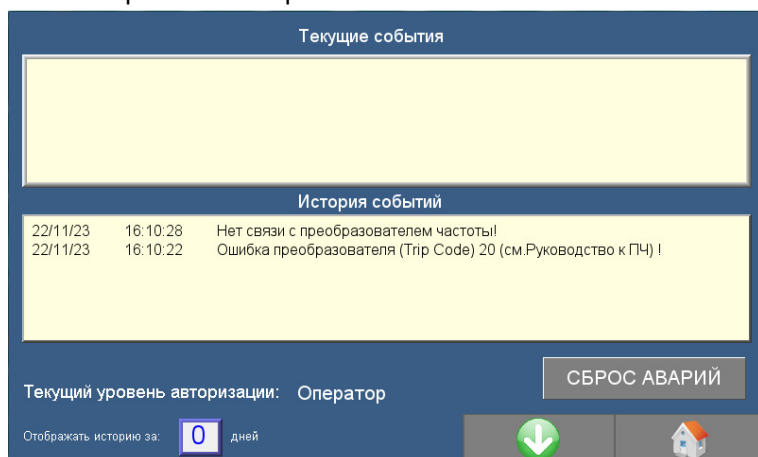 Текущие события
История событий
22/11/23 16:10:28 Нет связи с преобразователем частоты!
22/11/23 16:10:22 Ошибка преобразователя (Trip Code) 20 (см.Руководство к ПЧ) !
СБРОС АВАРИЙ
Текущий уровень авторизации: Оператор
Отображать историю за: 0 дней